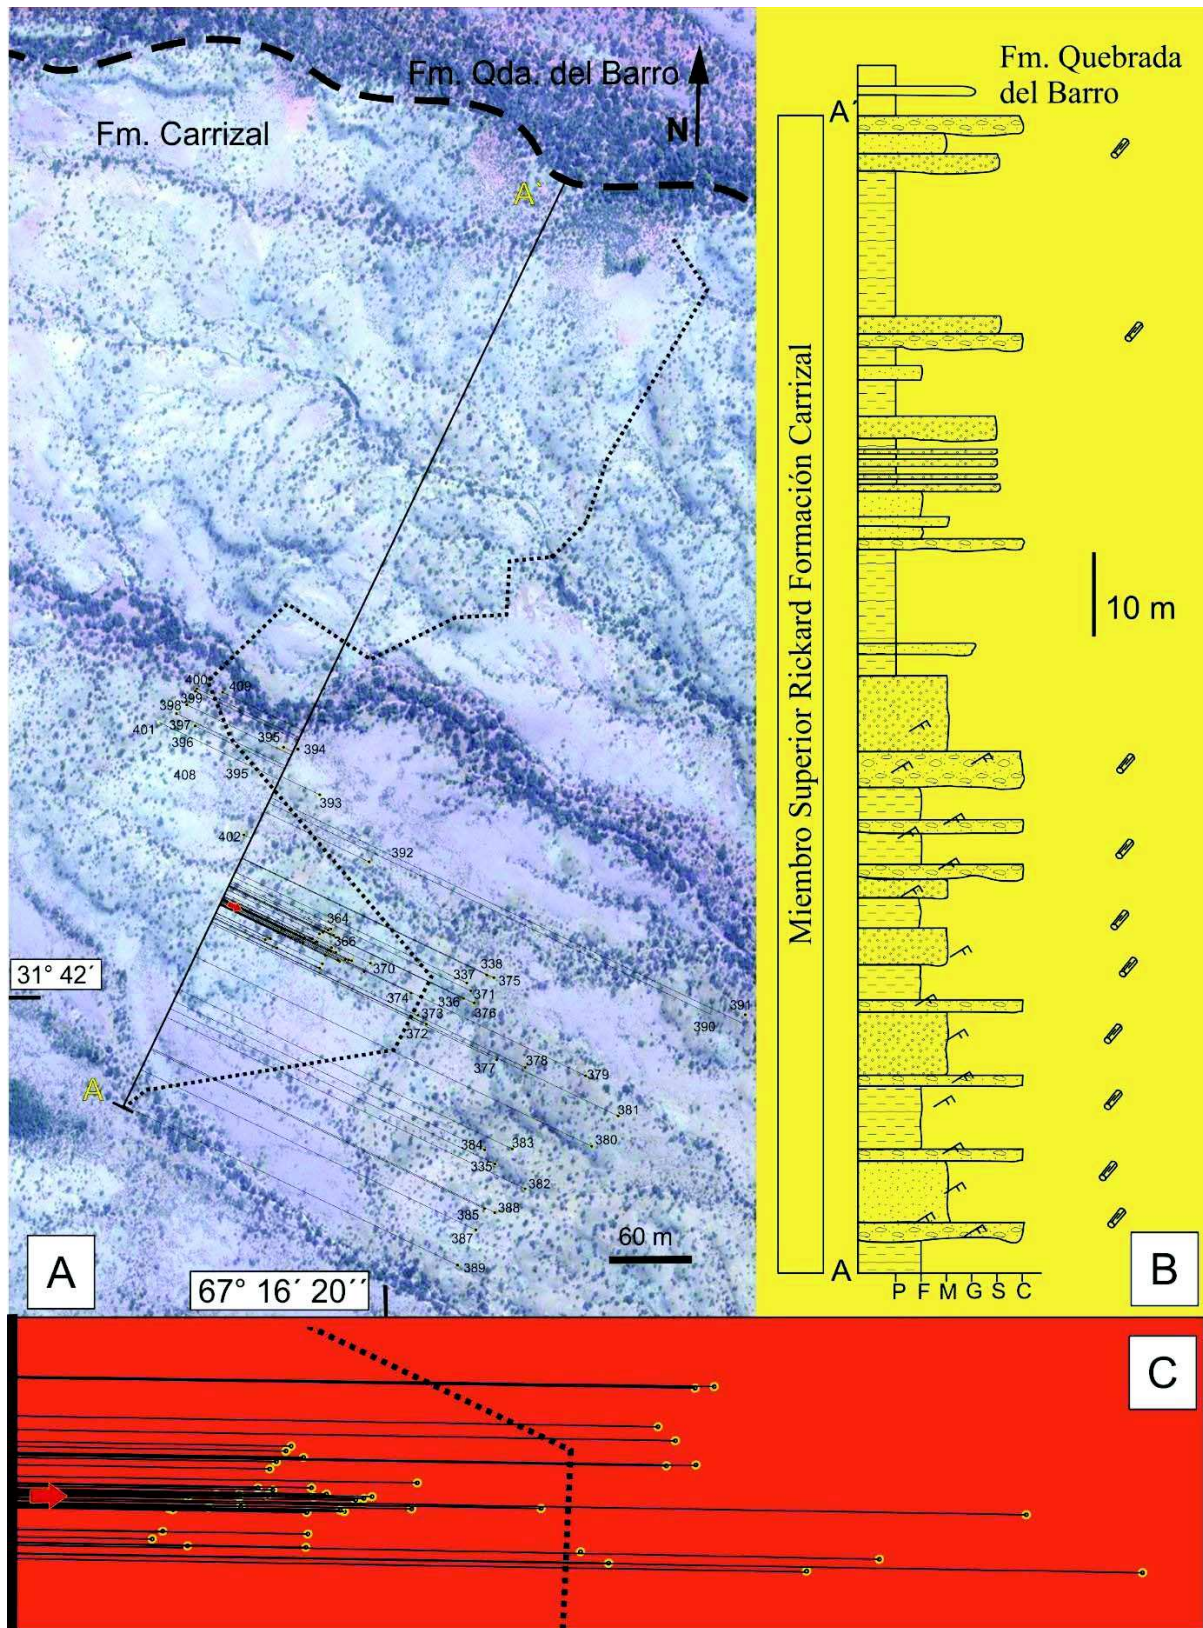 Fm. Qda. del Barro
Fm. Carrizal
N
A`
400
409
399
398
397
401
396
395
394
408
395
393
402
392
364
366
370
338
337
375
374
336
371
376
373
372
391
390
377
378
379
381
380
384
383
335
382
385
388
387
389
31° 42´
A
60 m
A
67° 16´ 20´´
Fm. Quebrada
del Barro
A´
Miembro Superior Rickard Formación Carrizal
10 m
A
P F M G S C
B
C